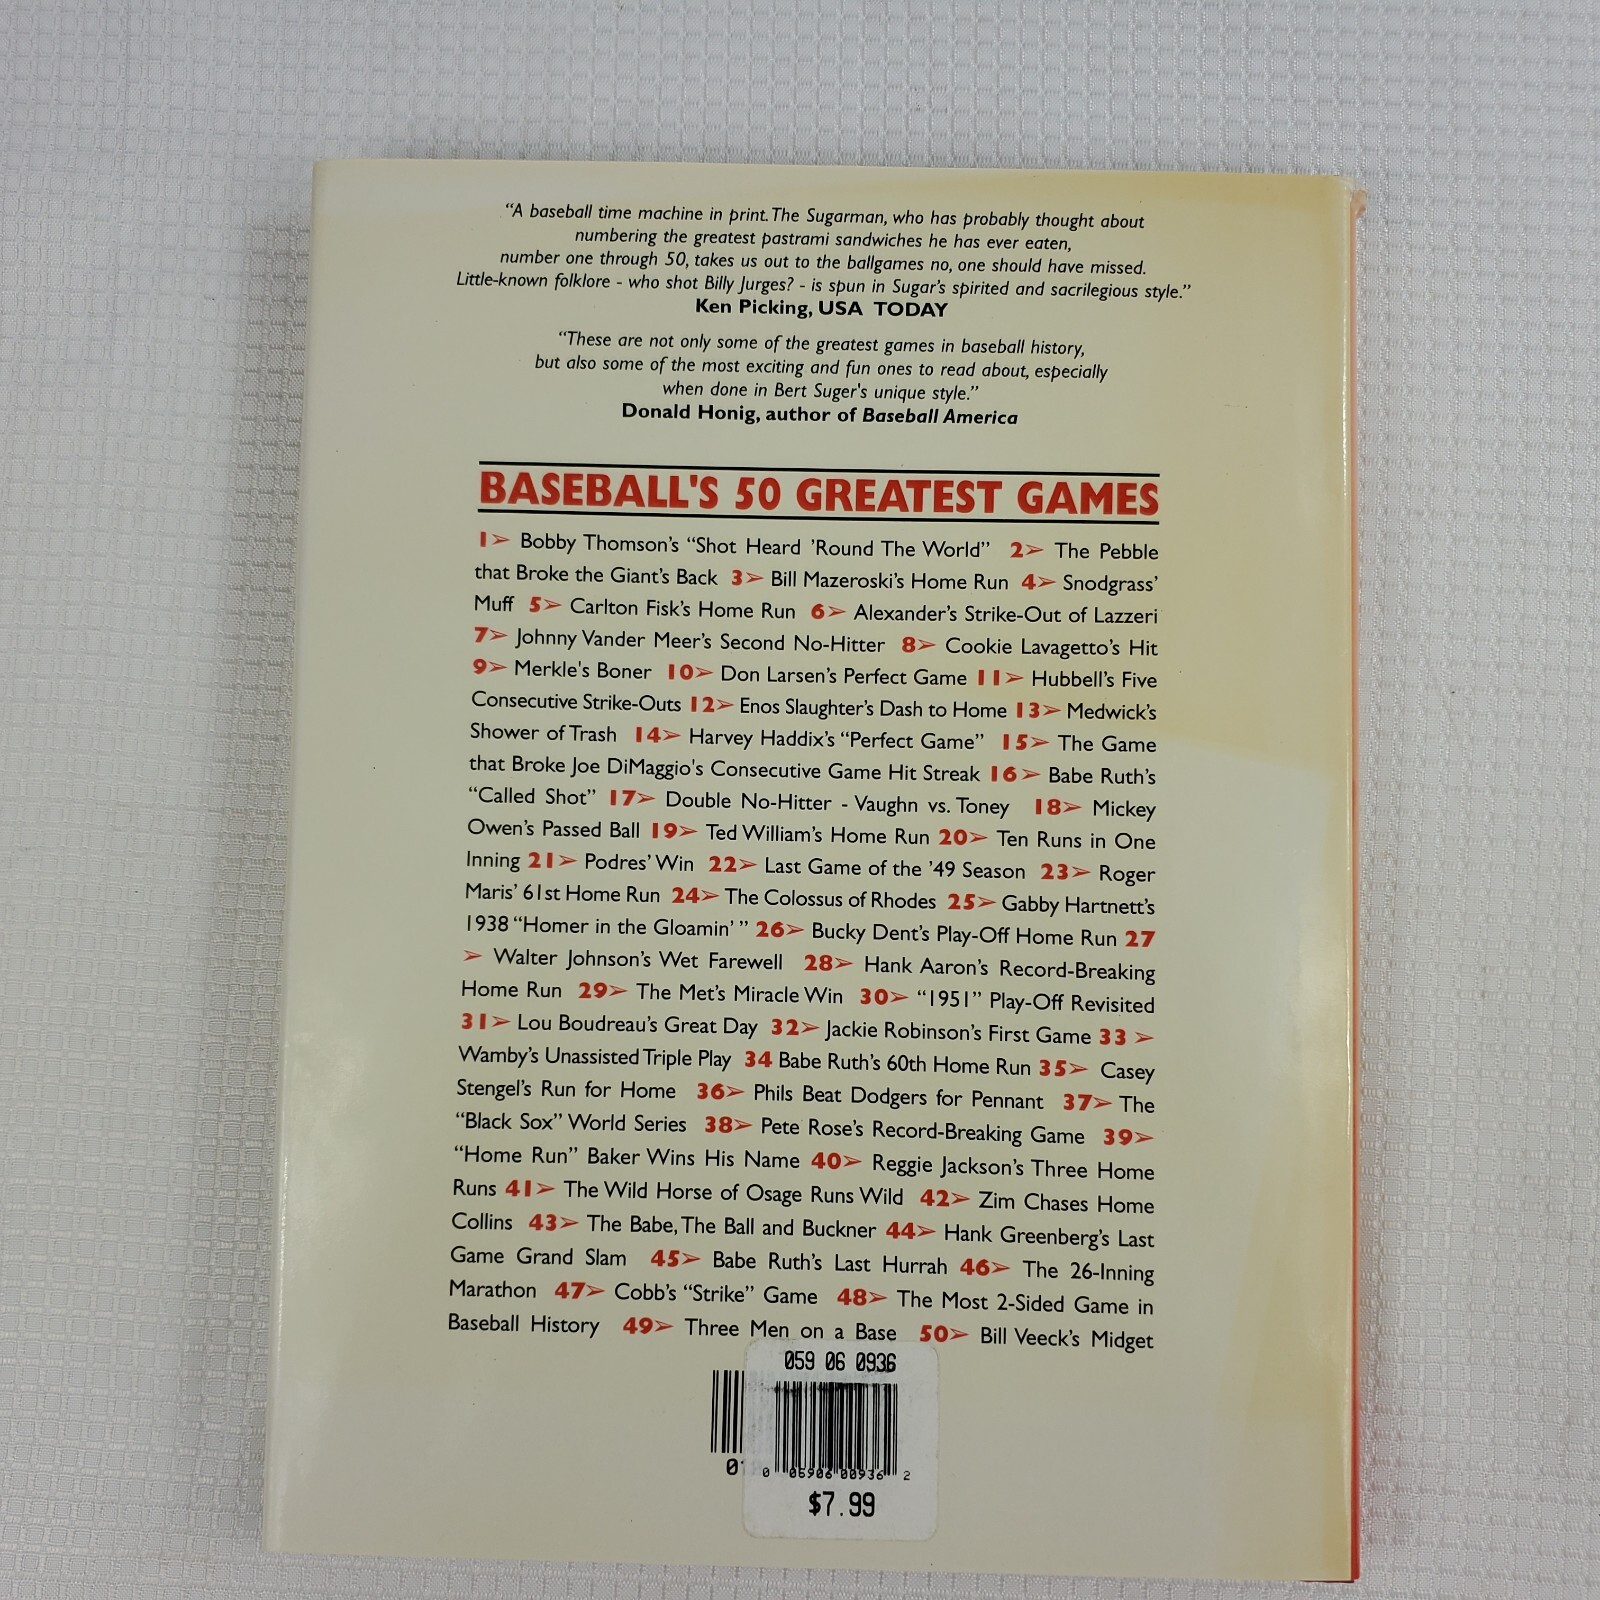 “A baseball time machine in print. The Sugarman, who has probably thought about
numbering the greatest pastrami sandwiches he has ever eaten,
number one through 50, takes us out to the ballgames no, one should have missed.
Little-known folklore - who shot Billy Jurges? - is spun in Sugar’s spirited and sacrilegious style.”
Ken Picking, USA TODAY
“These are not only some of the greatest games in baseball history,
but also some of the most exciting and fun ones to read about, especially
when done in Bert Suger's unique style.”
Donald Honig, author of Baseball America
BASEBALL'S 50 GREATEST GAMES
1➢ Bobby Thomson’s “Shot Heard ’Round The World” 2➢ The Pebble
that Broke the Giant’s Back 3➢ Bill Mazeroski’s Home Run 4➢ Snodgrass’
Muff 5➢ Carlton Fisk’s Home Run 6➢ Alexander’s Strike-Out of Lazzeri
7➢ Johnny Vander Meer’s Second No-Hitter 8➢ Cookie Lavagetto’s Hit
9➢ Merkle's Boner 10➢ Don Larsen’s Perfect Game 11➢ Hubbell’s Five
Consecutive Strike-Outs 12➢ Enos Slaughter’s Dash to Home 13➢ Medwick’s
Shower of Trash 14➢ Harvey Haddix’s “Perfect Game” 15➢ The Game
that Broke Joe DiMaggio's Consecutive Game Hit Streak 16➢ Babe Ruth’s
“Called Shot” 17➢ Double No-Hitter - Vaughn vs. Toney 18➢ Mickey
Owen’s Passed Ball 19➢ Ted William’s Home Run 20➢ Ten Runs in One
Inning 21➢ Podres’ Win 22➢ Last Game of the ’49 Season 23➢ Roger
Maris’ 61st Home Run 24➢ The Colossus of Rhodes 25➢ Gabby Hartnett’s
1938 “Homer in the Gloamin’ ” 26➢ Bucky Dent’s Play-Off Home Run 27
➢ Walter Johnson’s Wet Farewell 28➢ Hank Aaron’s Record-Breaking
Home Run 29➢ The Met’s Miracle Win 30➢ “1951” Play-Off Revisited
31➢ Lou Boudreau’s Great Day 32➢ Jackie Robinson’s First Game 33 ➢
Wamby’s Unassisted Triple Play 34 Babe Ruth’s 60th Home Run 35➢ Casey
Stengel’s Run for Home 36➢ Phils Beat Dodgers for Pennant 37➢ The
“Black Sox” World Series 38➢ Pete Rose’s Record-Breaking Game 39➢
“Home Run” Baker Wins His Name 40➢ Reggie Jackson’s Three Home
Runs 41➢ The Wild Horse of Osage Runs Wild 42➢ Zim Chases Home
Collins 43➢ The Babe, The Ball and Buckner 44➢ Hank Greenberg’s Last
Game Grand Slam 45➢ Babe Ruth’s Last Hurrah 46➢ The 26-Inning
Marathon 47➢ Cobb’s “Strike” Game 48➢ The Most 2-Sided Game in
Baseball History 49➢ Three Men on a Base 50➢ Bill Veeck’s Midget
059 06 0936
0 05906 00936 2
$7.99